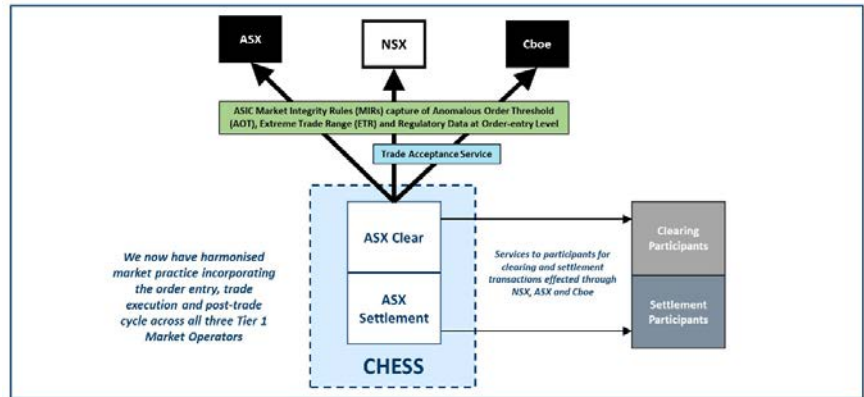 ASX
NSX
Cboe
ASIC Market Integrity Rules (MIRs) capture of Anomalous Order Threshold
(AOT), Extreme Trade Range (ETR) and Regulatory Data at Order-entry Level
Trade Acceptance Service
ASX Clear
ASX
Settlement
CHESS
We now have harmonised
market practice incorporating
the order entry, trade
execution and post-trade
cycle across all three Tier 1
Market Operators
Services to participants for
clearing and settlement
transactions effected through
NSX, ASX and Cboe
Clearing
Participants
Settlement
Participants